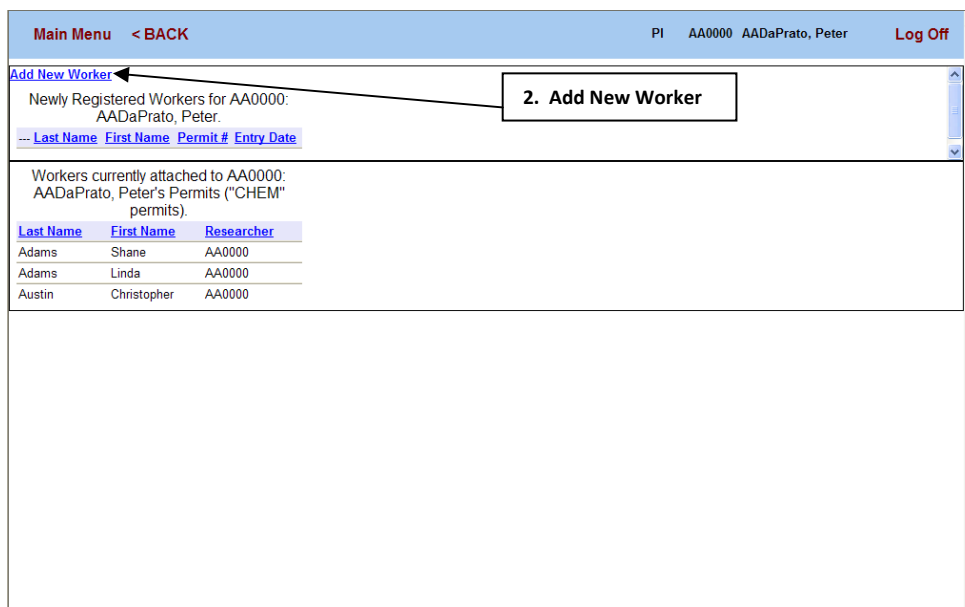 Main Menu < BACK PI AA0000 AADaPrato, Peter Log Off
Add New Worker
2. Add New Worker
Newly Registered Workers for AA0000:
AADaPrato, Peter.
--- Last Name First Name Permit # Entry Date
Workers currently attached to AA0000:
AADaPrato, Peter's Permits ("CHEM"
permits).
Last Name First Name Researcher
Adams Shane AA0000
Adams Linda AA0000
Austin Christopher AA0000